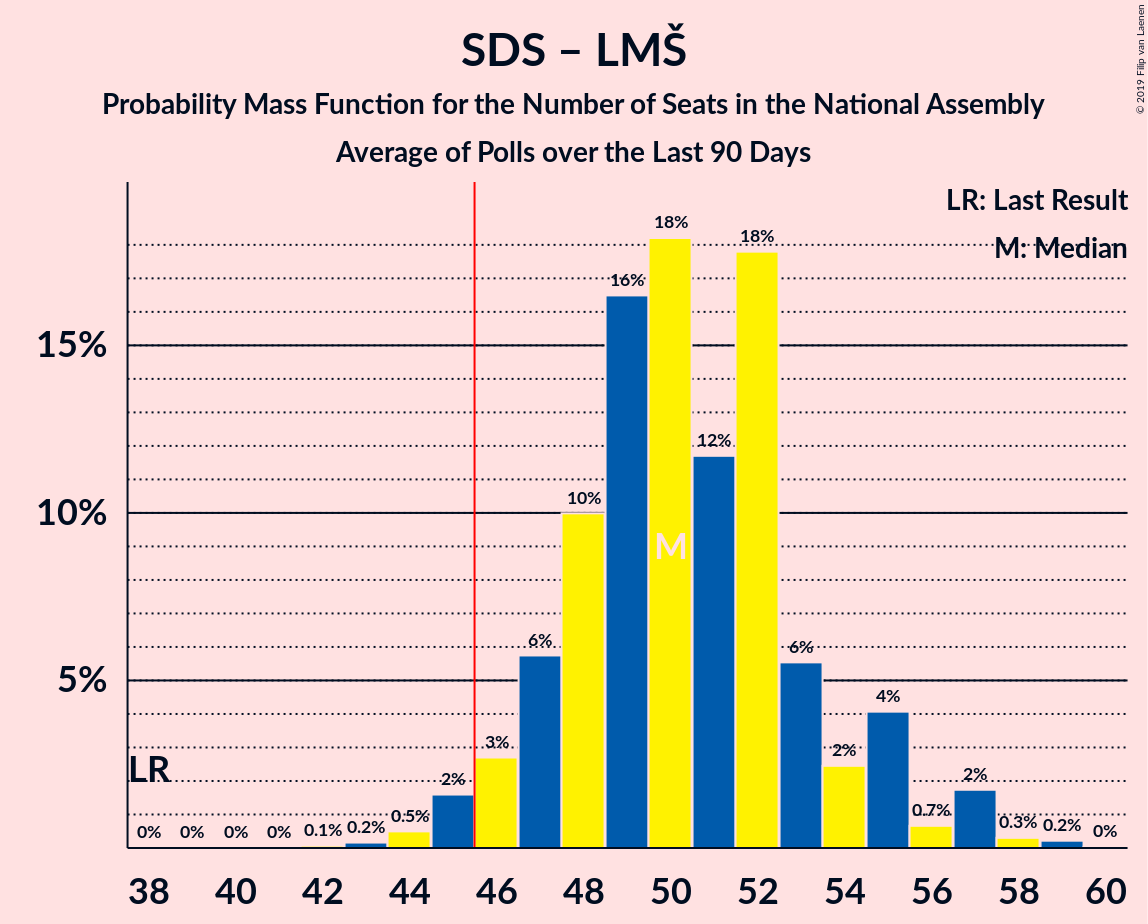 SDS – LMŠ
Probability Mass Function for the Number of Seats in the National Assembly
Average of Polls over the Last 90 Days
© 2019 Filip van Laenen
LR: Last Result
M: Median
15%
10%
5%
LR
M
0%
0%
0%
0%
0.1%
0.2%
0.5%
2%
3%
6%
10%
16%
18%
12%
18%
6%
2%
4%
0.7%
2%
0.3%
0.2%
0%
38 40 42 44 46 48 50 52 54 56 58 60